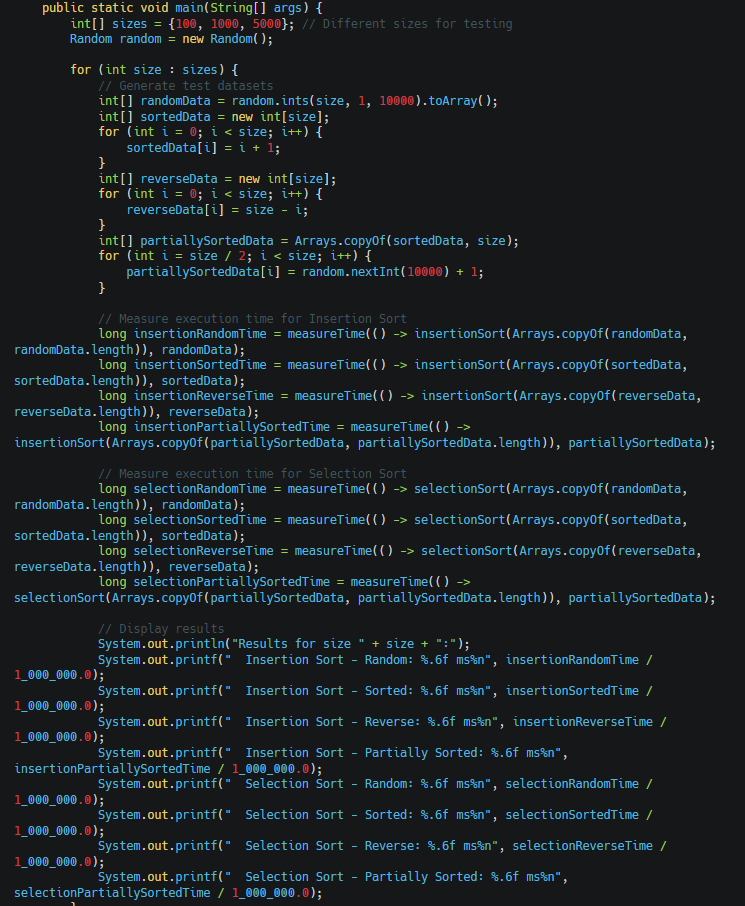 public static void main(String[] args) {
int[] sizes = {100, 1000, 5000}; // Different sizes for testing
Random random = new Random();
for (int size : sizes) {
// Generate test datasets
int[] randomData = random.ints(size, 1, 10000).toArray();
int[] sortedData = new int[size];
for (int i = 0; i < size; i++) {
sortedData[i] = i + 1;
}
int[] reverseData = new int[size];
for (int i = 0; i < size; i++) {
reverseData[i] = size - i;
}
int[] partiallySortedData = Arrays.copyOf(sortedData, size);
for (int i = size / 2; i < size; i++) {
partiallySortedData[i] = random.nextInt(10000) + 1;
}
// Measure execution time for Insertion Sort
long insertionRandomTime = measureTime(() -> insertionSort(Arrays.copyOf(randomData,
randomData.length)), randomData);
long insertionSortedTime = measureTime(() -> insertionSort(Arrays.copyOf(sortedData,
sortedData.length)), sortedData);
long insertionReverseTime = measureTime(() -> insertionSort(Arrays.copyOf(reverseData,
reverseData.length)), reverseData);
long insertionPartiallySortedTime = measureTime(() ->
insertionSort(Arrays.copyOf(partiallySortedData, partiallySortedData.length)), partiallySortedData);
// Measure execution time for Selection Sort
long selectionRandomTime = measureTime(() -> selectionSort(Arrays.copyOf(randomData,
randomData.length)), randomData);
long selectionSortedTime = measureTime(() -> selectionSort(Arrays.copyOf(sortedData,
sortedData.length)), sortedData);
long selectionReverseTime = measureTime(() -> selectionSort(Arrays.copyOf(reverseData,
reverseData.length)), reverseData);
long selectionPartiallySortedTime = measureTime(() ->
selectionSort(Arrays.copyOf(partiallySortedData, partiallySortedData.length)), partiallySortedData);
// Display results
System.out.println("Results for size " + size + ":");
System.out.printf("  Insertion Sort - Random: %.6f ms%n", insertionRandomTime /
1_000_000.0);
System.out.printf("  Insertion Sort - Sorted: %.6f ms%n", insertionSortedTime /
1_000_000.0);
System.out.printf("  Insertion Sort - Reverse: %.6f ms%n", insertionReverseTime /
1_000_000.0);
System.out.printf("  Insertion Sort - Partially Sorted: %.6f ms%n",
insertionPartiallySortedTime / 1_000_000.0);
System.out.printf("  Selection Sort - Random: %.6f ms%n", selectionRandomTime /
1_000_000.0);
System.out.printf("  Selection Sort - Sorted: %.6f ms%n", selectionSortedTime /
1_000_000.0);
System.out.printf("  Selection Sort - Reverse: %.6f ms%n", selectionReverseTime /
1_000_000.0);
System.out.printf("  Selection Sort - Partially Sorted: %.6f ms%n",
selectionPartiallySortedTime / 1_000_000.0);